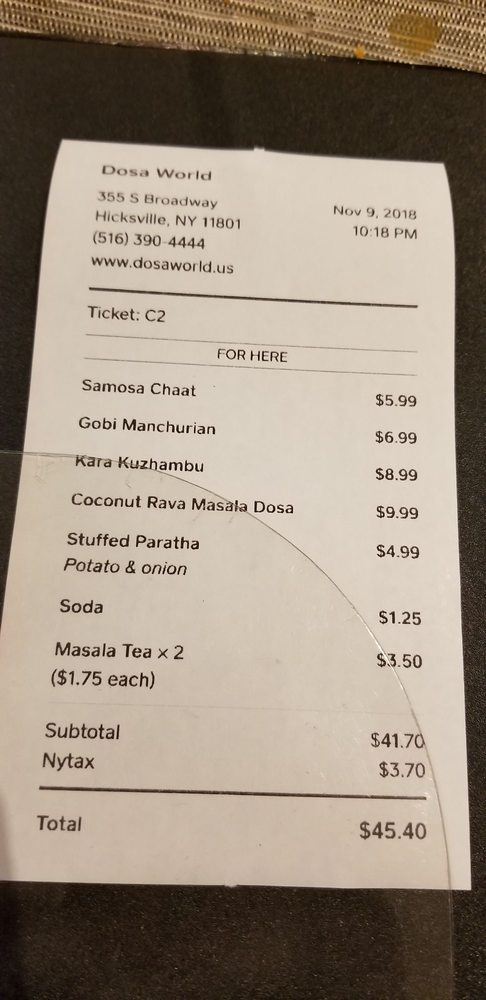 Dosa World
355 S Broadway
Hicksville, NY 11801
(516) 390-4444
www.dosaworld.us
Nov 9, 2018
10:18 PM
Ticket: C2
FOR HERE
Samosa Chaat $5.99
Gobi Manchurian $6.99
Kara Kuzhambu $8.99
Coconut Rava Masala Dosa $9.99
Stuffed Paratha $4.99
Potato & onion
Soda $1.25
Masala Tea × 2 $3.50
($1.75 each)
Subtotal $41.70
Nytax $3.70
Total $45.40